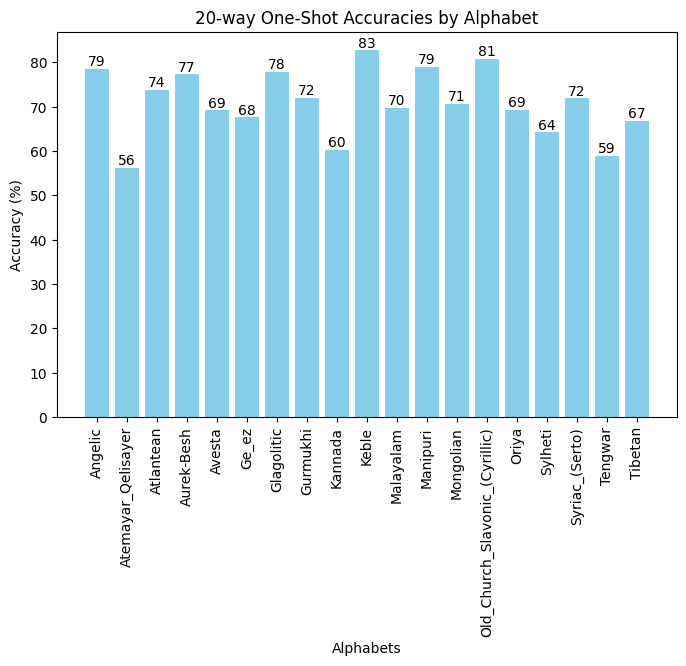 20-way One-Shot Accuracies by Alphabet
Accuracy (%)
80
70
60
50
40
30
20
10
0
79
56
74
77
69
68
78
72
60
83
70
79
71
81
69
64
72
59
67
Angelic
Atemayar_Qelisayer
Atlantean
Aurek-Besh
Avesta
Ge_ez
Glagolitic
Gurmukhi
Kannada
Keble
Malayalam
Manipuri
Mongolian
Old_Church_Slavonic_(Cyrillic)
Oriya
Sylheti
Syriac_(Serto)
Tengwar
Tibetan
Alphabets